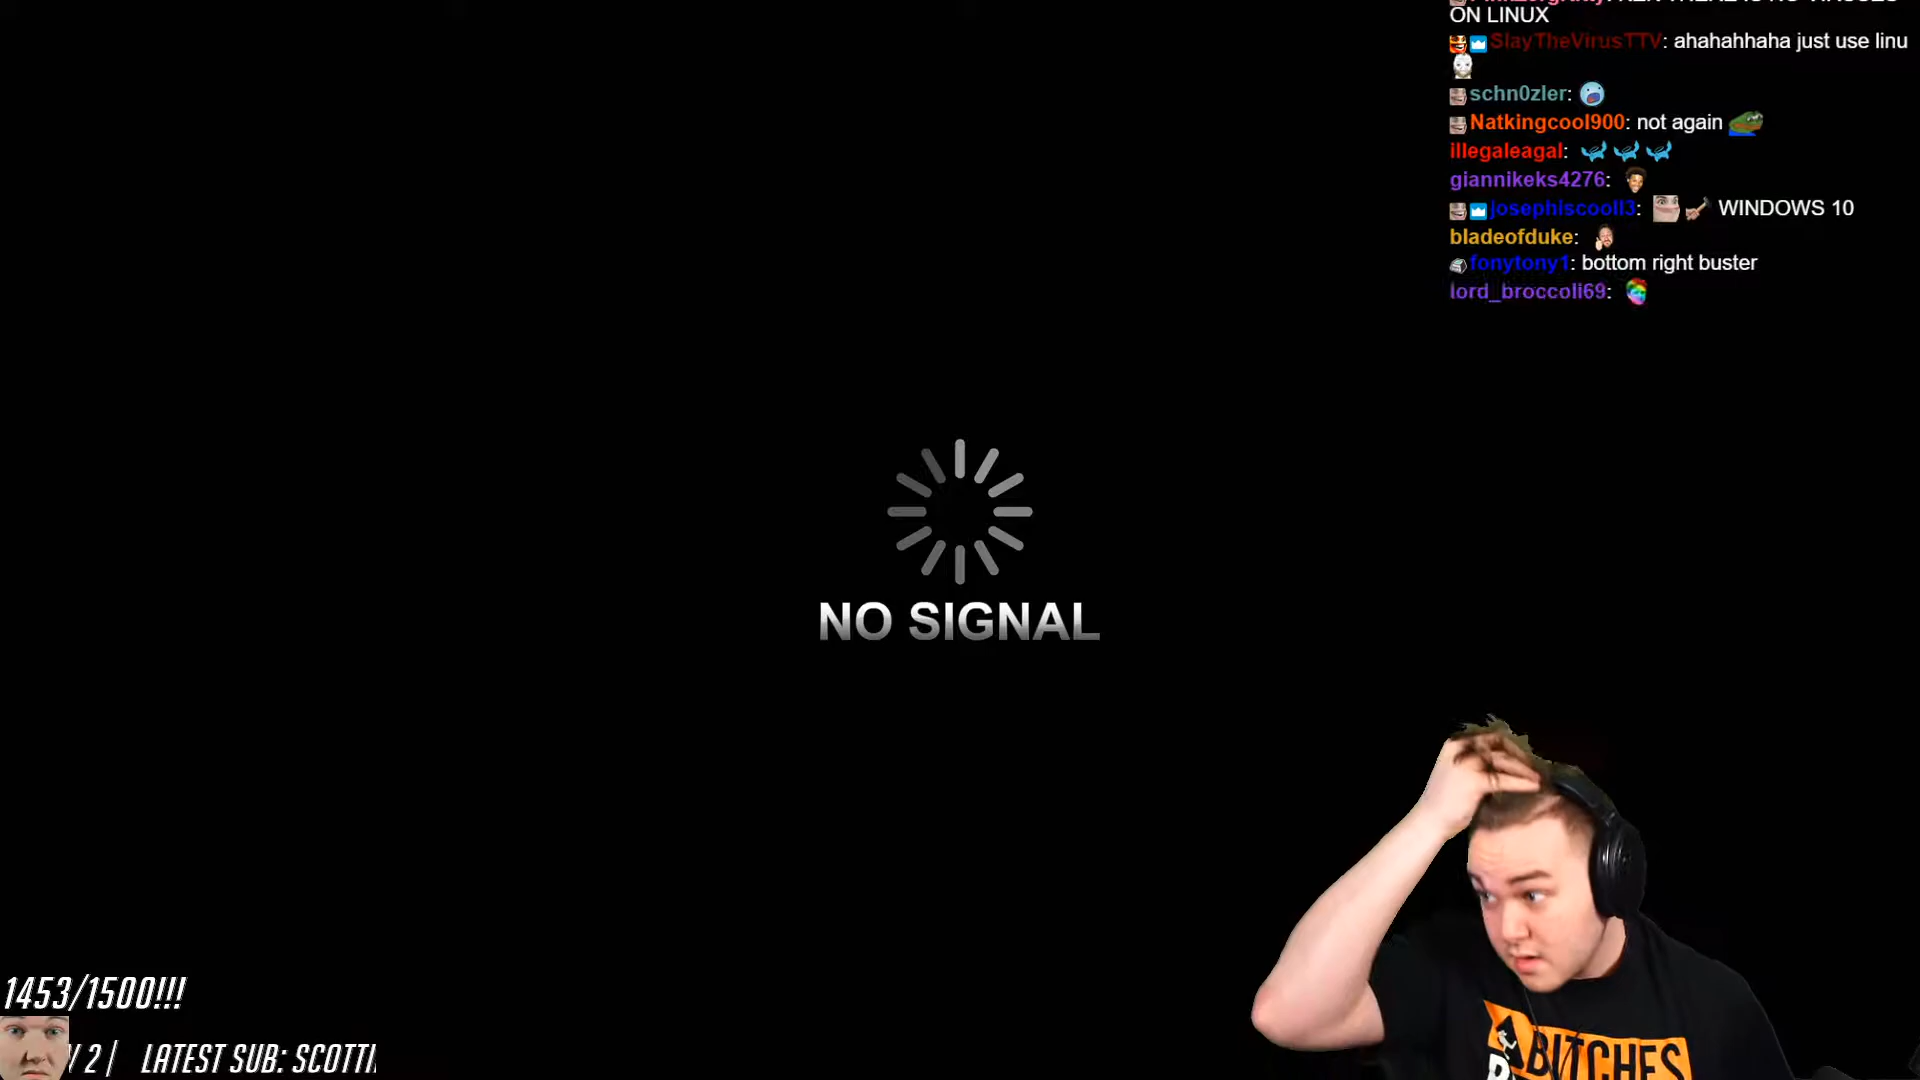 ON LINUX
SlayTheVirusTTV: ahahahhaha just use linu
schn0zler:
Natkingcool900: not again
illegaleagal:
giannikeks4276:
WINDOWS 10
bladeofduke:
fonytony1: bottom right buster
lord_broccoli69:
NO SIGNAL
1453/1500!!!
2 | LATEST SUB: SCOTTI
BITCHES